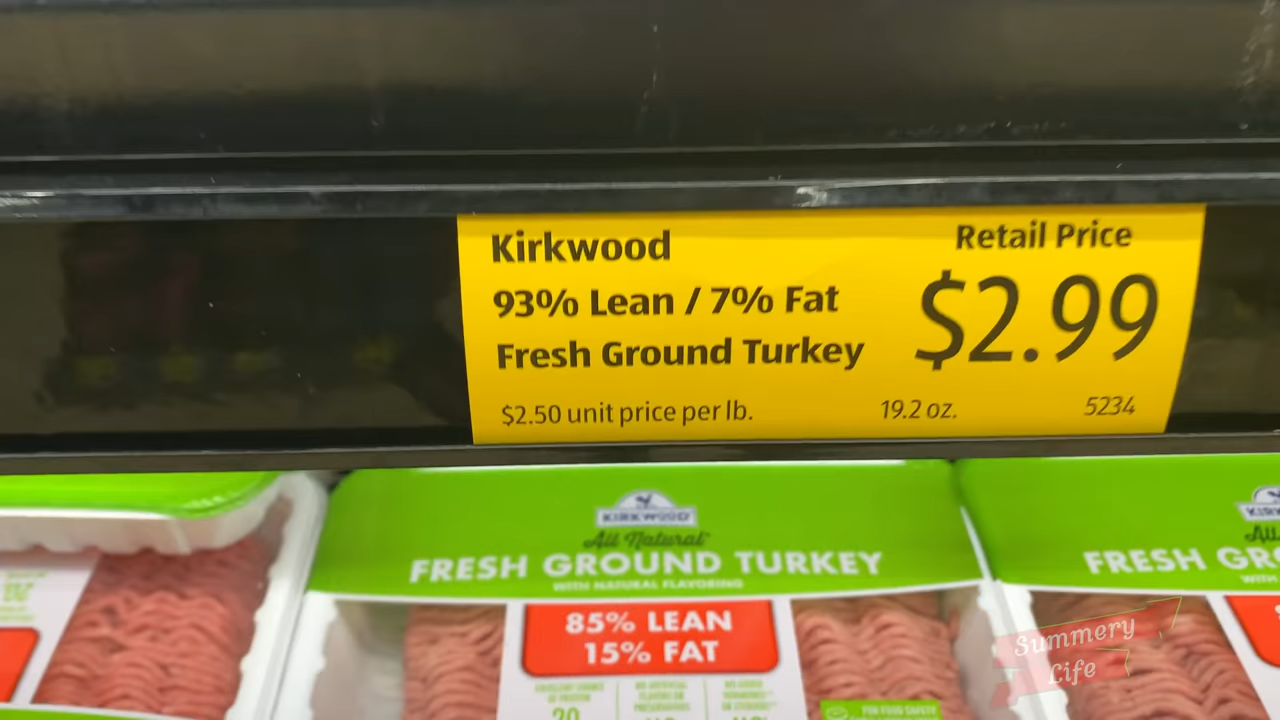 Kirkwood
93% Lean / 7% Fat
Fresh Ground Turkey
$2.50 unit price per lb.
19.2 oz.
5234
Retail Price
$2.99
KIRKWOOD
All Natural
FRESH GROUND TURKEY
WITH NATURAL FLAVORING
85% LEAN
15% FAT
20
FRESH GRO
WITH
Summery
Life